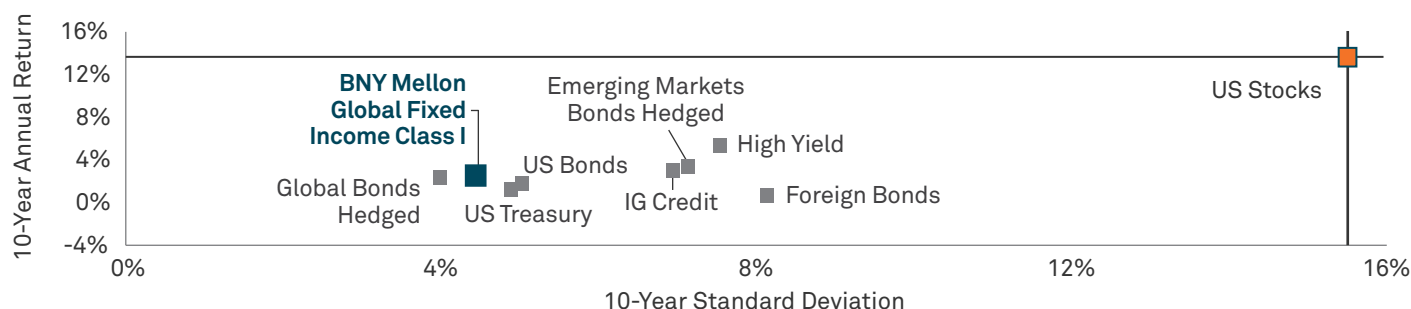 10-Year Annual Return
16%
12%
8%
4%
0%
-4%
BNY Mellon
Global Fixed
Income Class I
Emerging Markets
Bonds Hedged
US Stocks
High Yield
US Bonds
Global Bonds
Hedged
US Treasury
IG Credit
Foreign Bonds
0%
4%
8%
12%
16%
10-Year Standard Deviation